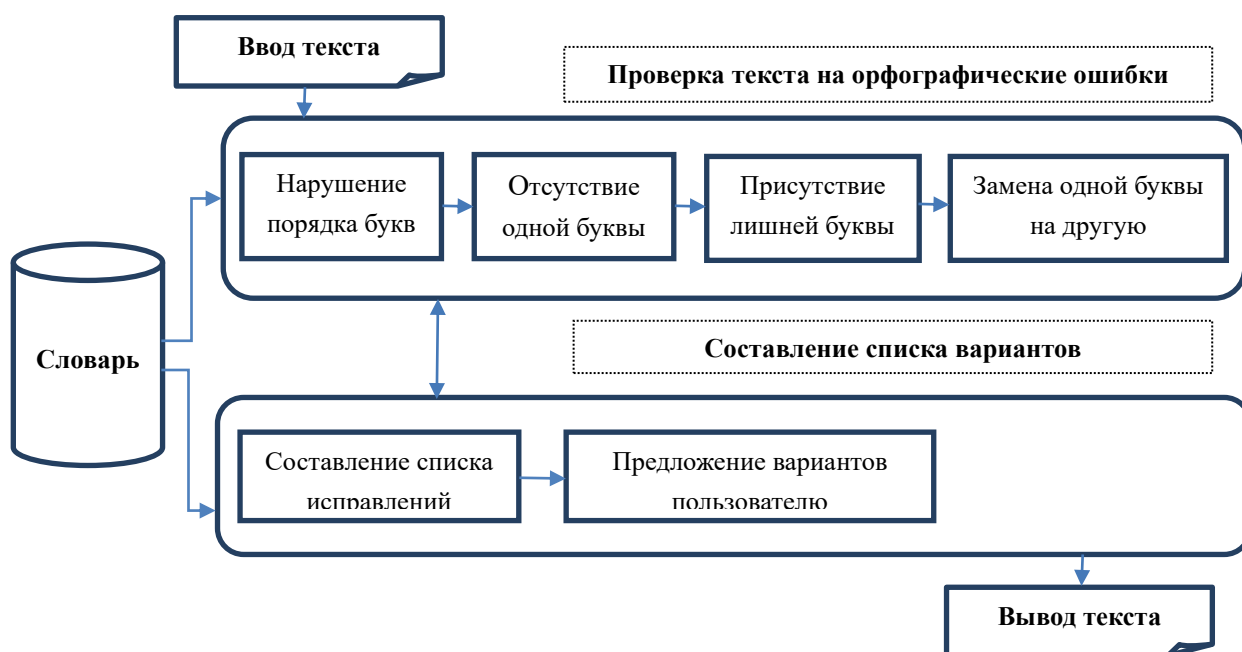 Ввод текста
Проверка текста на орфографические ошибки
Нарушение
порядка букв
Отсутствие
одной буквы
Присутствие
лишней буквы
Замена одной буквы
на другую
Словарь
Составление списка вариантов
Составление списка
исправлений
Предложение вариантов
пользователю
Вывод текста